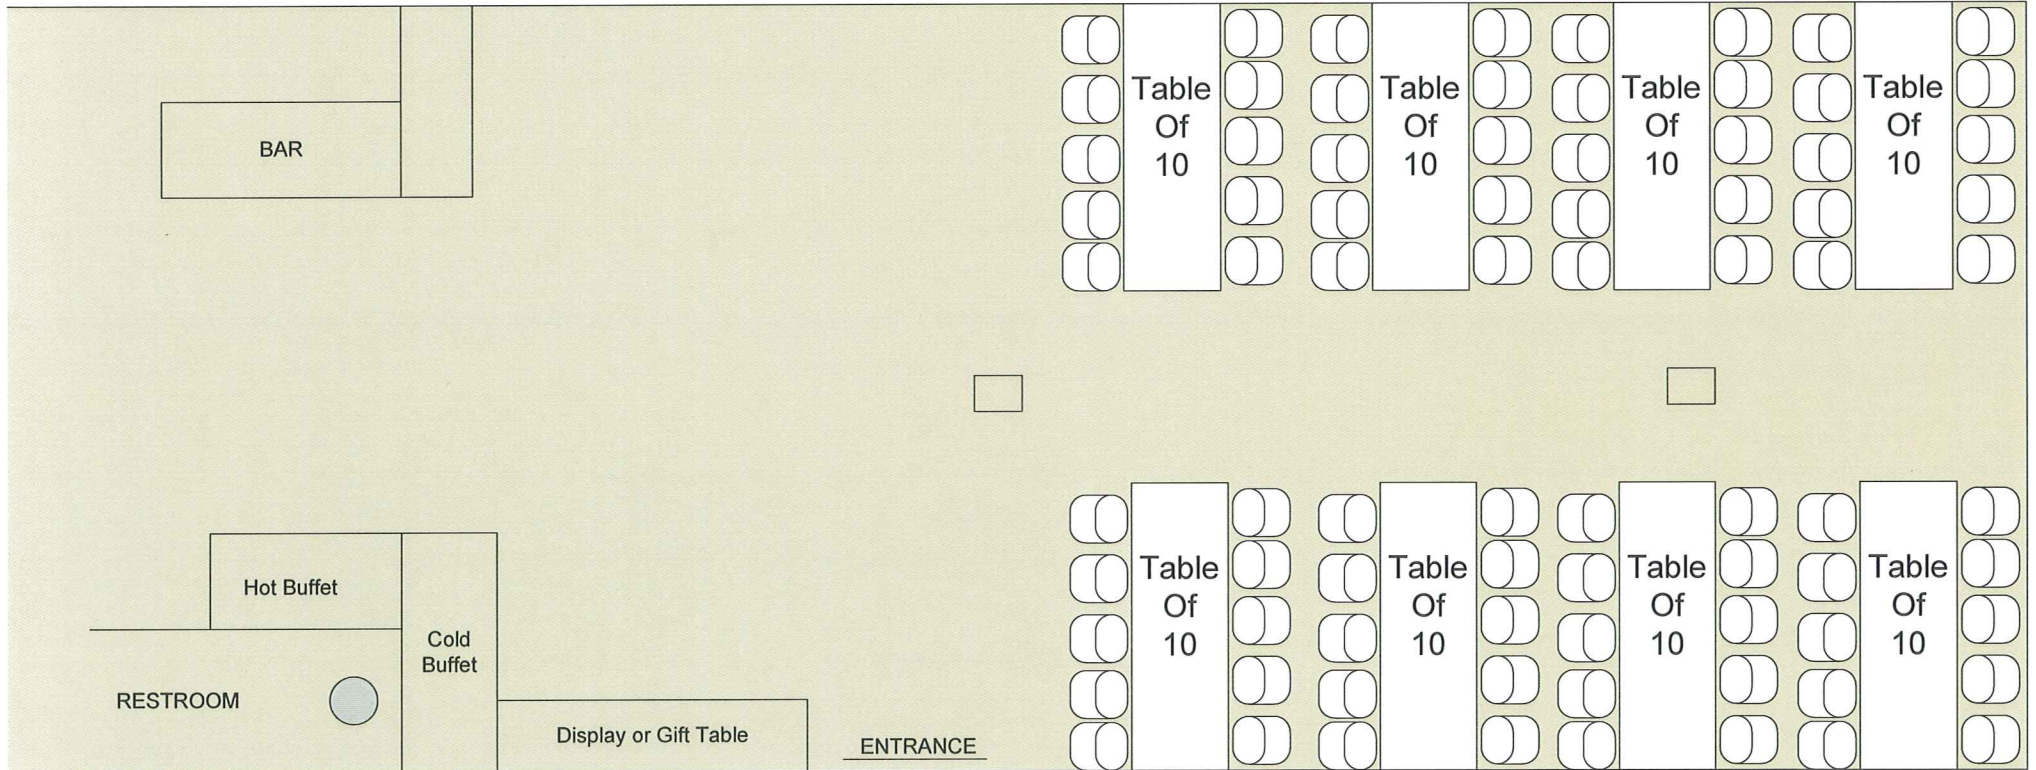 BAR
Table
Of
10
Table
Of
10
Table
Of
10
Table
Of
10
Hot Buffet
Cold
Buffet
RESTROOM
Display or Gift Table
ENTRANCE
Table
Of
10
Table
Of
10
Table
Of
10
Table
Of
10